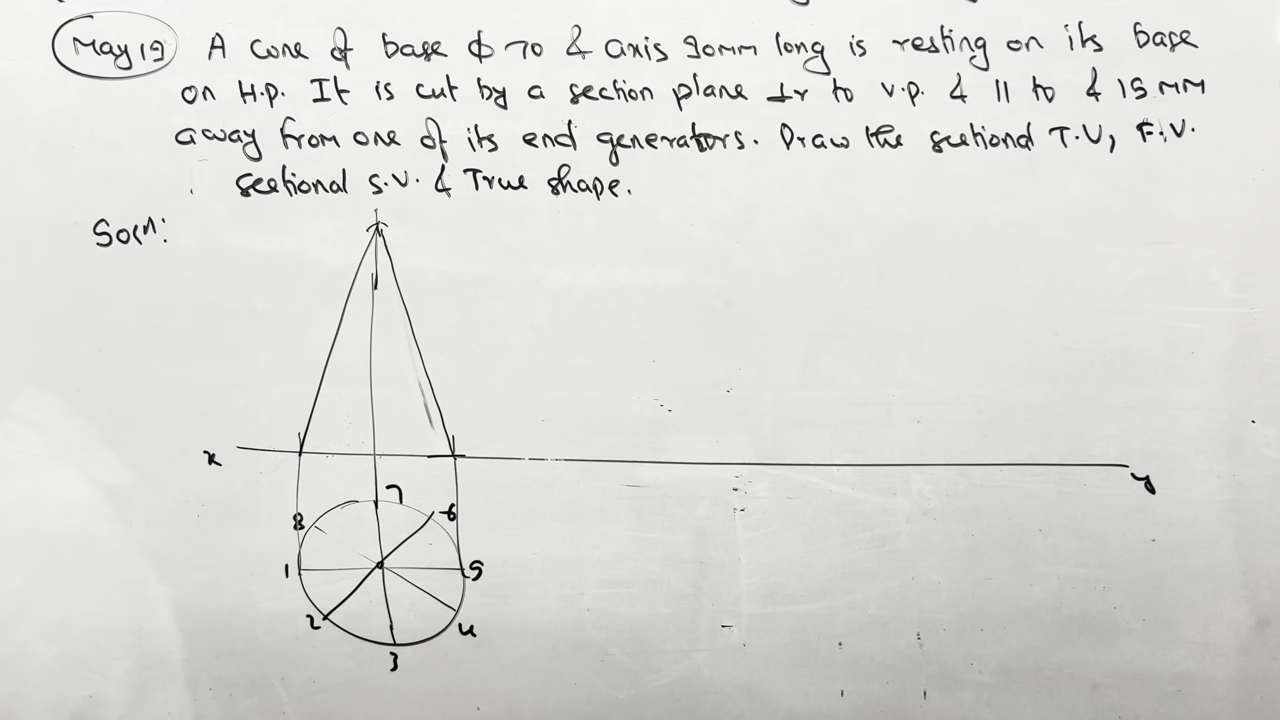 May 19 A cone of base ϕ 70 & axis 90mm long is resting on its base
on H.P. It is cut by a section plane ⊥r to V.P. & 11 to & 15 MM
away from one of its end generators. Draw the sectional T.V, F.V.
sectional S.V. & True shape.
Soln:
x
y
7
8
6
1
5
2
4
3